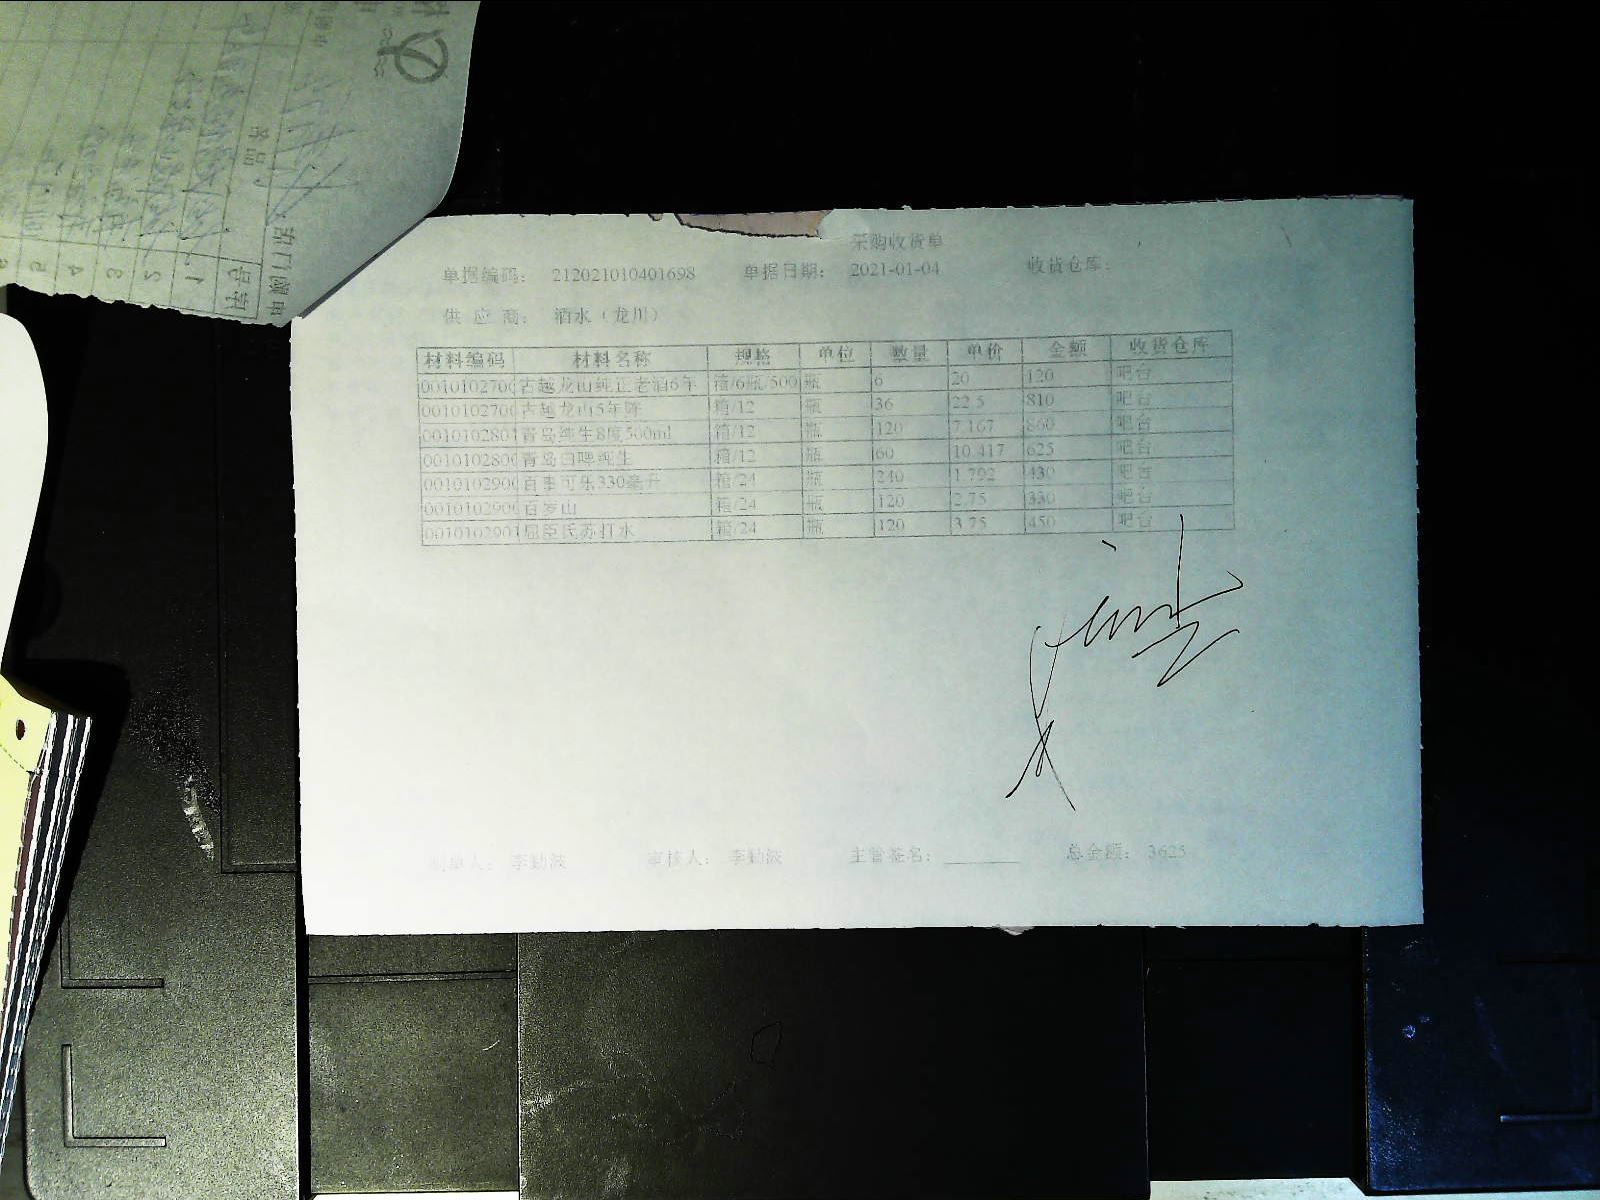 采购收货单
单据编码： 212021010401698 单据日期： 2021-01-04 收货仓库：
供 应 商： 酒水（龙川）
材料编码 材料名称 规格 单位 数量 单价 金额 收货仓库
001010270 古越龙山纯正老酒6年 箱/6瓶/500 瓶 6 20 120 吧台
001010270 古越龙山5年陈 箱/12 瓶 36 22.5 810 吧台
001010280 青岛纯生8度500ml 箱/12 瓶 120 7.167 860 吧台
001010280 青岛白啤纯生 箱/12 瓶 60 10.417 625 吧台
001010290 百事可乐330毫升 箱/24 瓶 240 1.792 430 吧台
001010290 百岁山 箱/24 瓶 120 2.75 330 吧台
001010290 屈臣氏苏打水 箱/24 瓶 120 3.75 450 吧台
制单人： 李勤波 审核人： 李勤波 主管签名： 总金额： 3625